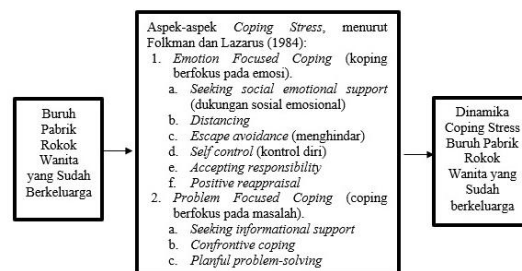 Buruh
Pabrik
Rokok
Wanita
yang Sudah
Berkeluarga
Aspek-aspek Coping Stress, menurut
Folkman dan Lazarus (1984):
1. Emotion Focused Coping (koping
berfokus pada emosi).
a. Seeking social emotional support
(dukungan sosial emosional)
b. Distancing
c. Escape avoidance (menghindar)
d. Self control (kontrol diri)
e. Accepting responsibility
f. Positive reappraisal
2. Problem Focused Coping (coping
berfokus pada masalah).
a. Seeking informational support
b. Confrontive coping
c. Planful problem-solving
Dinamika
Coping Stress
Buruh Pabrik
Rokok
Wanita yang
Sudah
berkeluarga